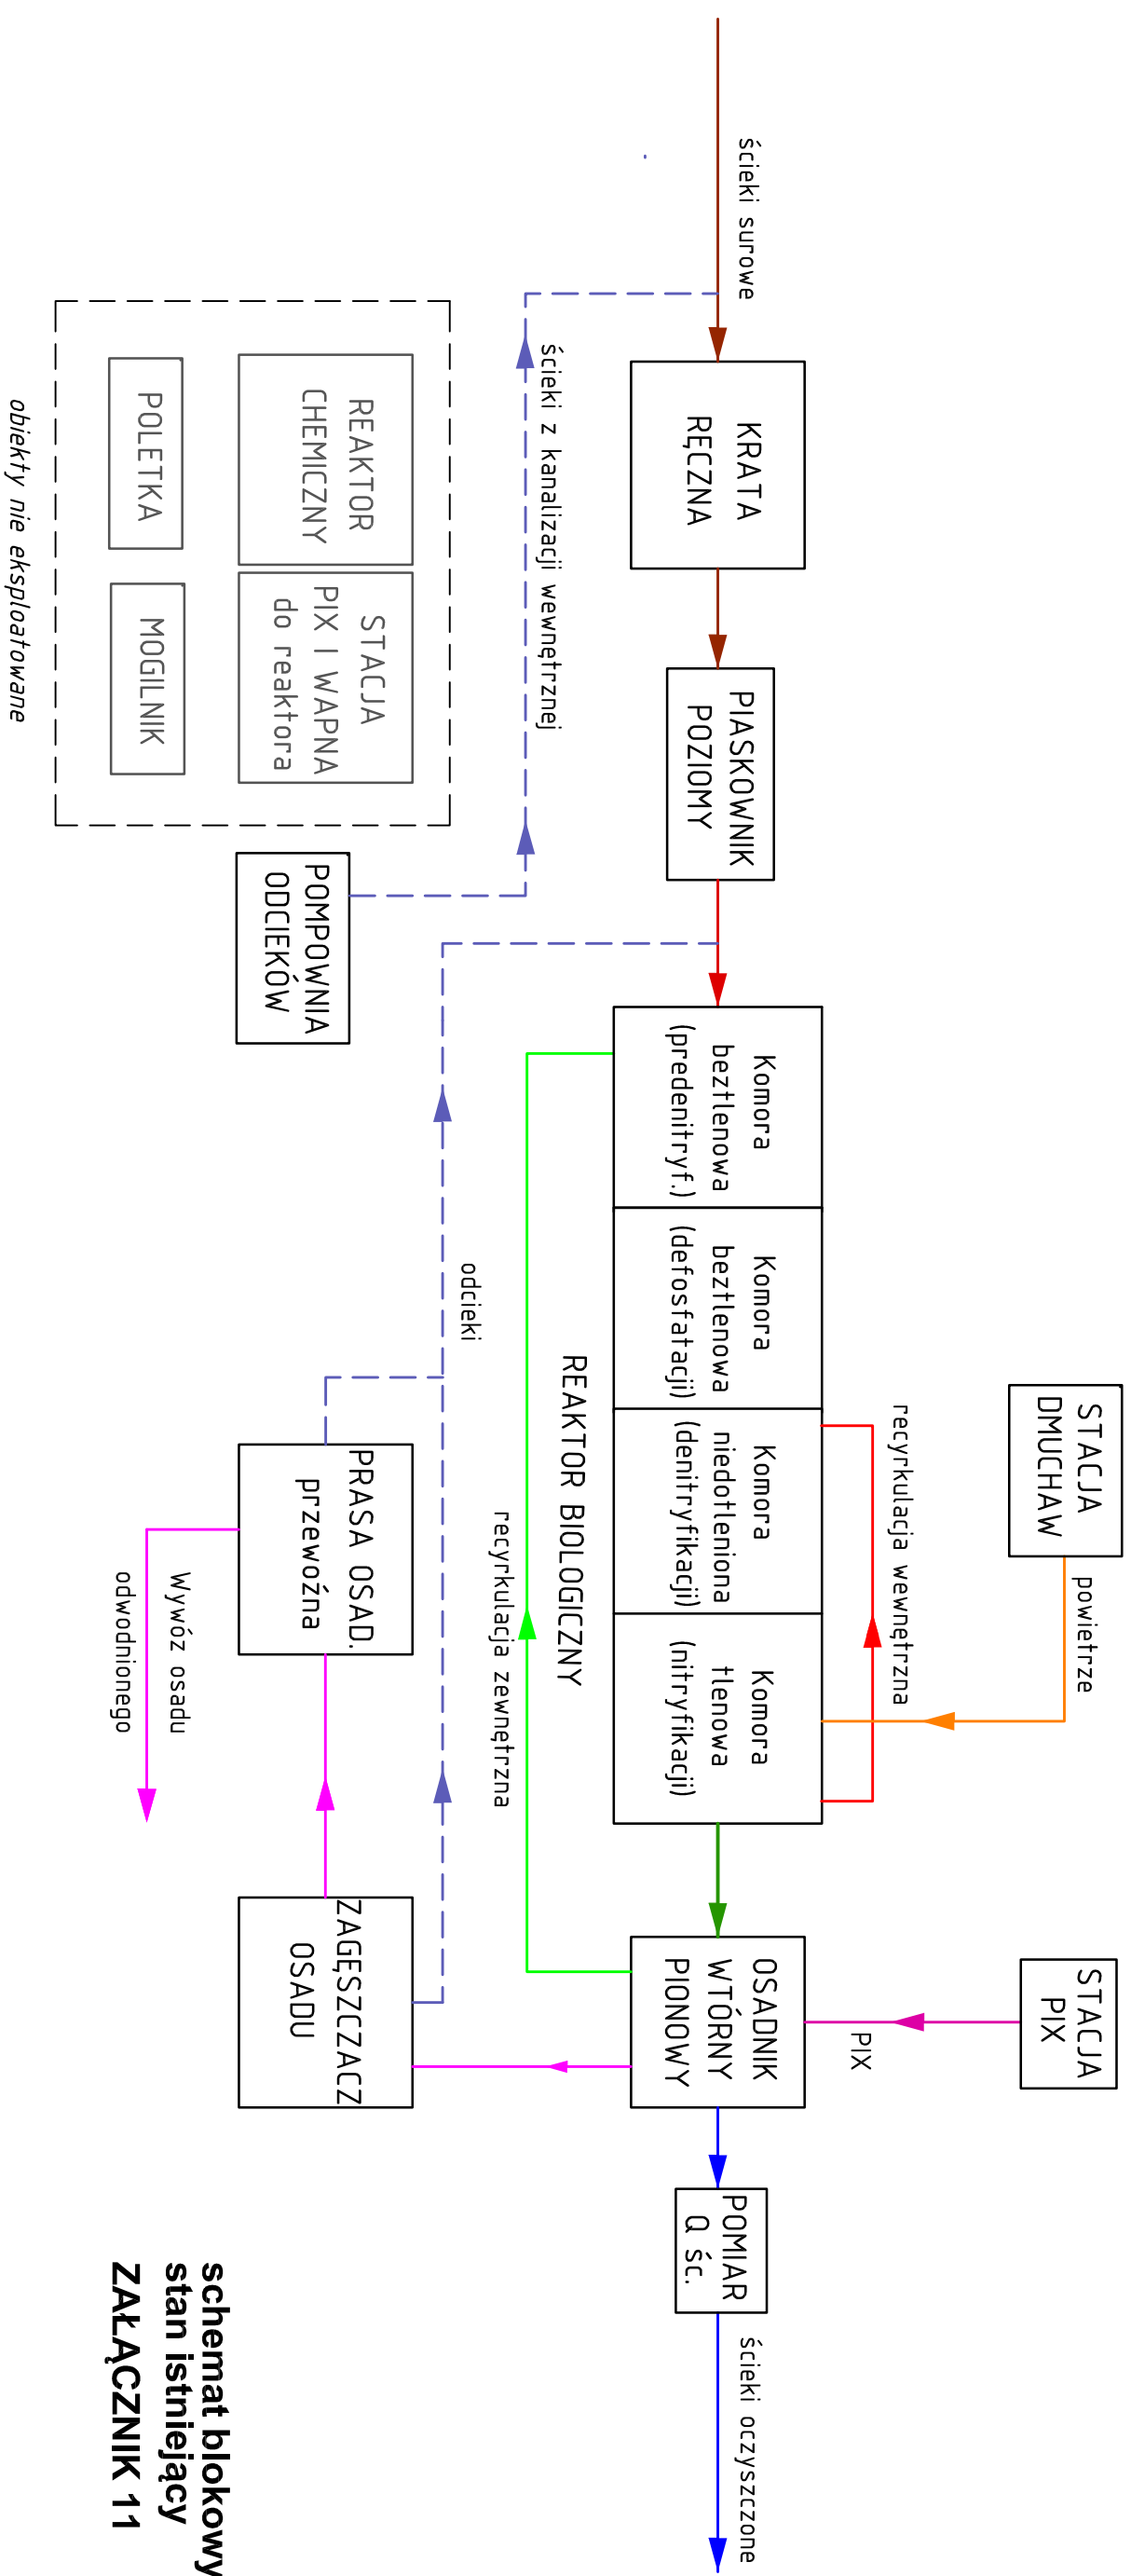 STACJA
DMUCHAW
powietrze
STACJA
PIX
PIX
recyrkulacja wewnętrzna
ścieki surowe
KRATA
RĘCZNA
PIASKOWNIK
POZIOMY
Komora
beztlenowa
(predenitryf.)
Komora
beztlenowa
(defosfatacji)
Komora
niedotleniona
(denitryfikacji)
Komora
tlenowa
(nitryfikacji)
OSADNIK
WTÓRNY
PIONOWY
POMIAR
Q śc.
ścieki oczyszczone
REAKTOR BIOLOGICZNY
ścieki z kanalizacji wewnętrznej
recyrkulacja zewnętrzna
odcieki
REAKTOR
CHEMICZNY
STACJA
PIX I WAPNA
do reaktora
POLETKA
MOGILNIK
obiekty nie eksploatowane
POMPOWNIA
ODCIEKÓW
PRASA OSAD.
przewoźna
Wywóz osadu
odwodnionego
ZAGĘSZCZACZ
OSADU
schemat blokowy
stan istniejący
ZAŁĄCZNIK 11